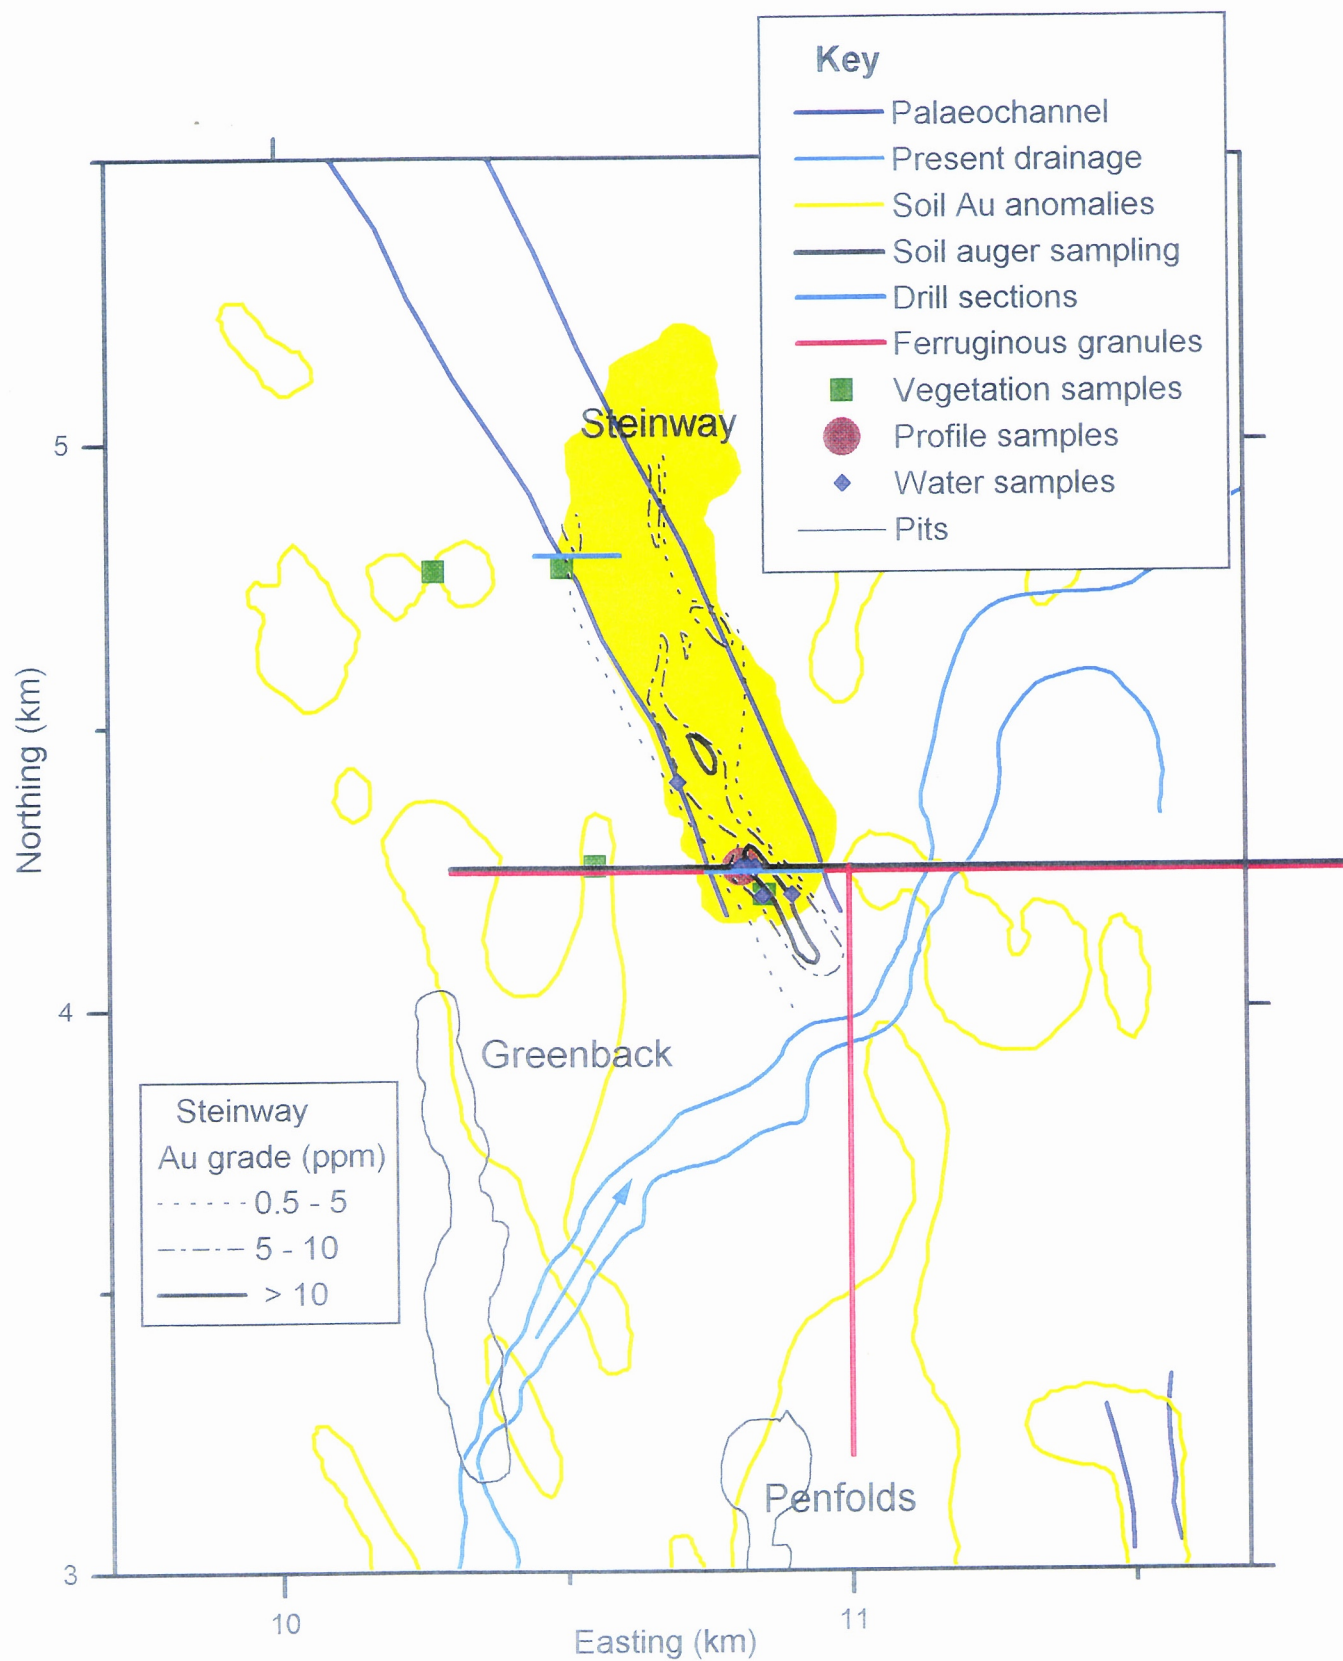 Key
Palaeochannel
Present drainage
Soil Au anomalies
Soil auger sampling
Drill sections
Ferruginous granules
Vegetation samples
Profile samples
Water samples
Pits
Steinway
5
Northing (km)
4
Greenback
Steinway
Au grade (ppm)
0.5 - 5
5 - 10
> 10
Penfolds
3
10
11
Easting (km)